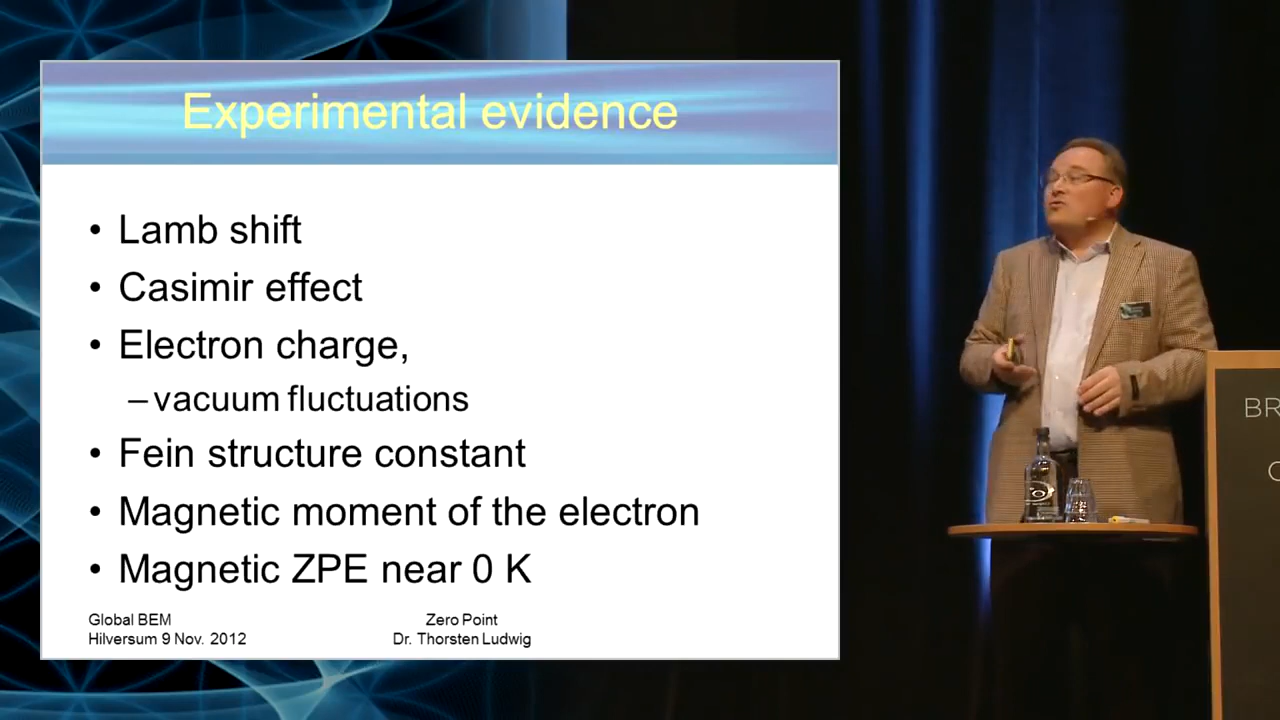 Experimental evidence
• Lamb shift
• Casimir effect
• Electron charge,
– vacuum fluctuations
• Fein structure constant
• Magnetic moment of the electron
• Magnetic ZPE near 0 K
Global BEM
Hilversum 9 Nov. 2012
Zero Point
Dr. Thorsten Ludwig
BR